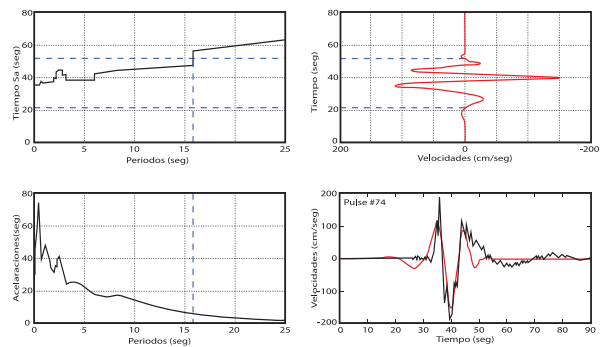 80
60
40
20
0
Tiempo Sa (seg)
0 5 10 15 20 25
Periodos (seg)
80
60
40
20
0
Tiempo (seg)
200 0 -200
Velocidades (cm/seg)
80
60
40
20
0
Acelaraciones(seg)
0 5 10 15 20 25
Periodos (seg)
Pulse #74
200
100
0
-100
-200
Velocidades (cm/seg)
0 10 20 30 40 50 60 70 80 90
Tiempo (seg)